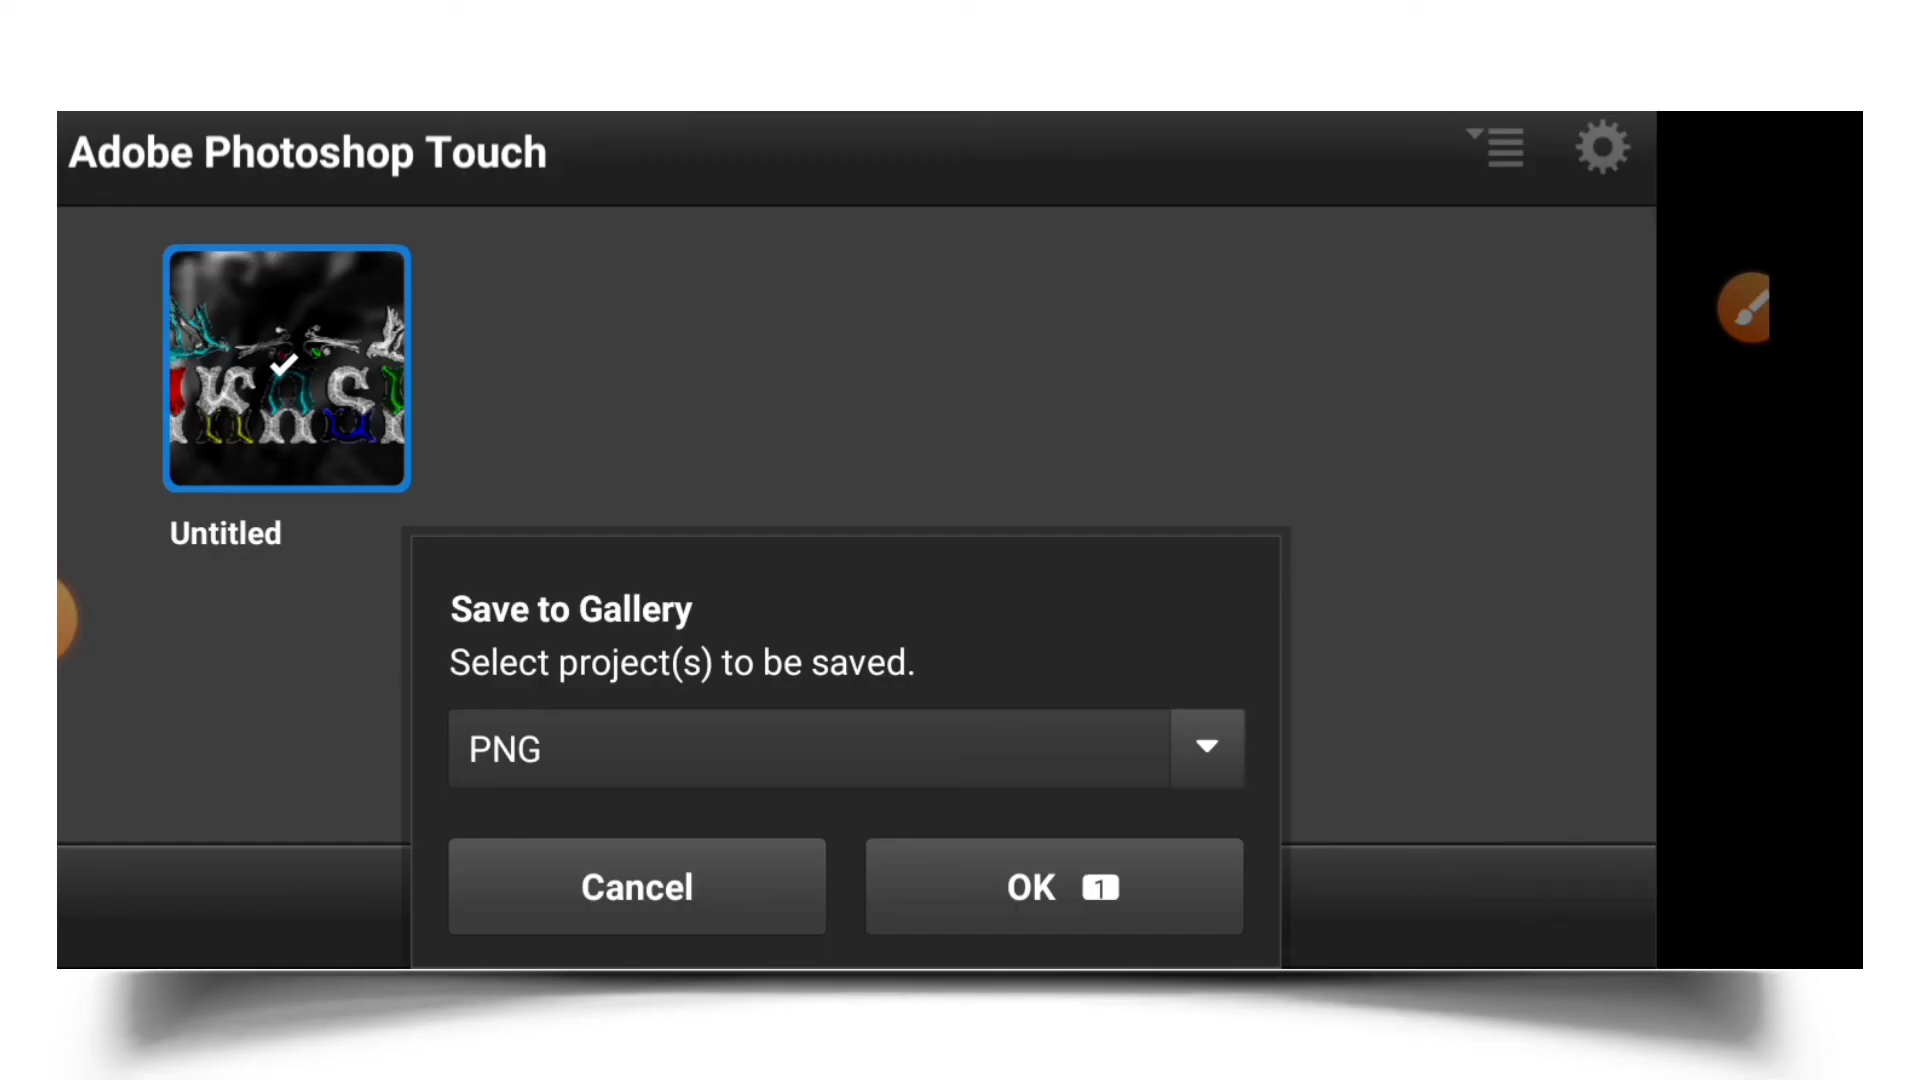 Adobe Photoshop Touch
Untitled
Save to Gallery
Select project(s) to be saved.
PNG
Cancel
OK 1